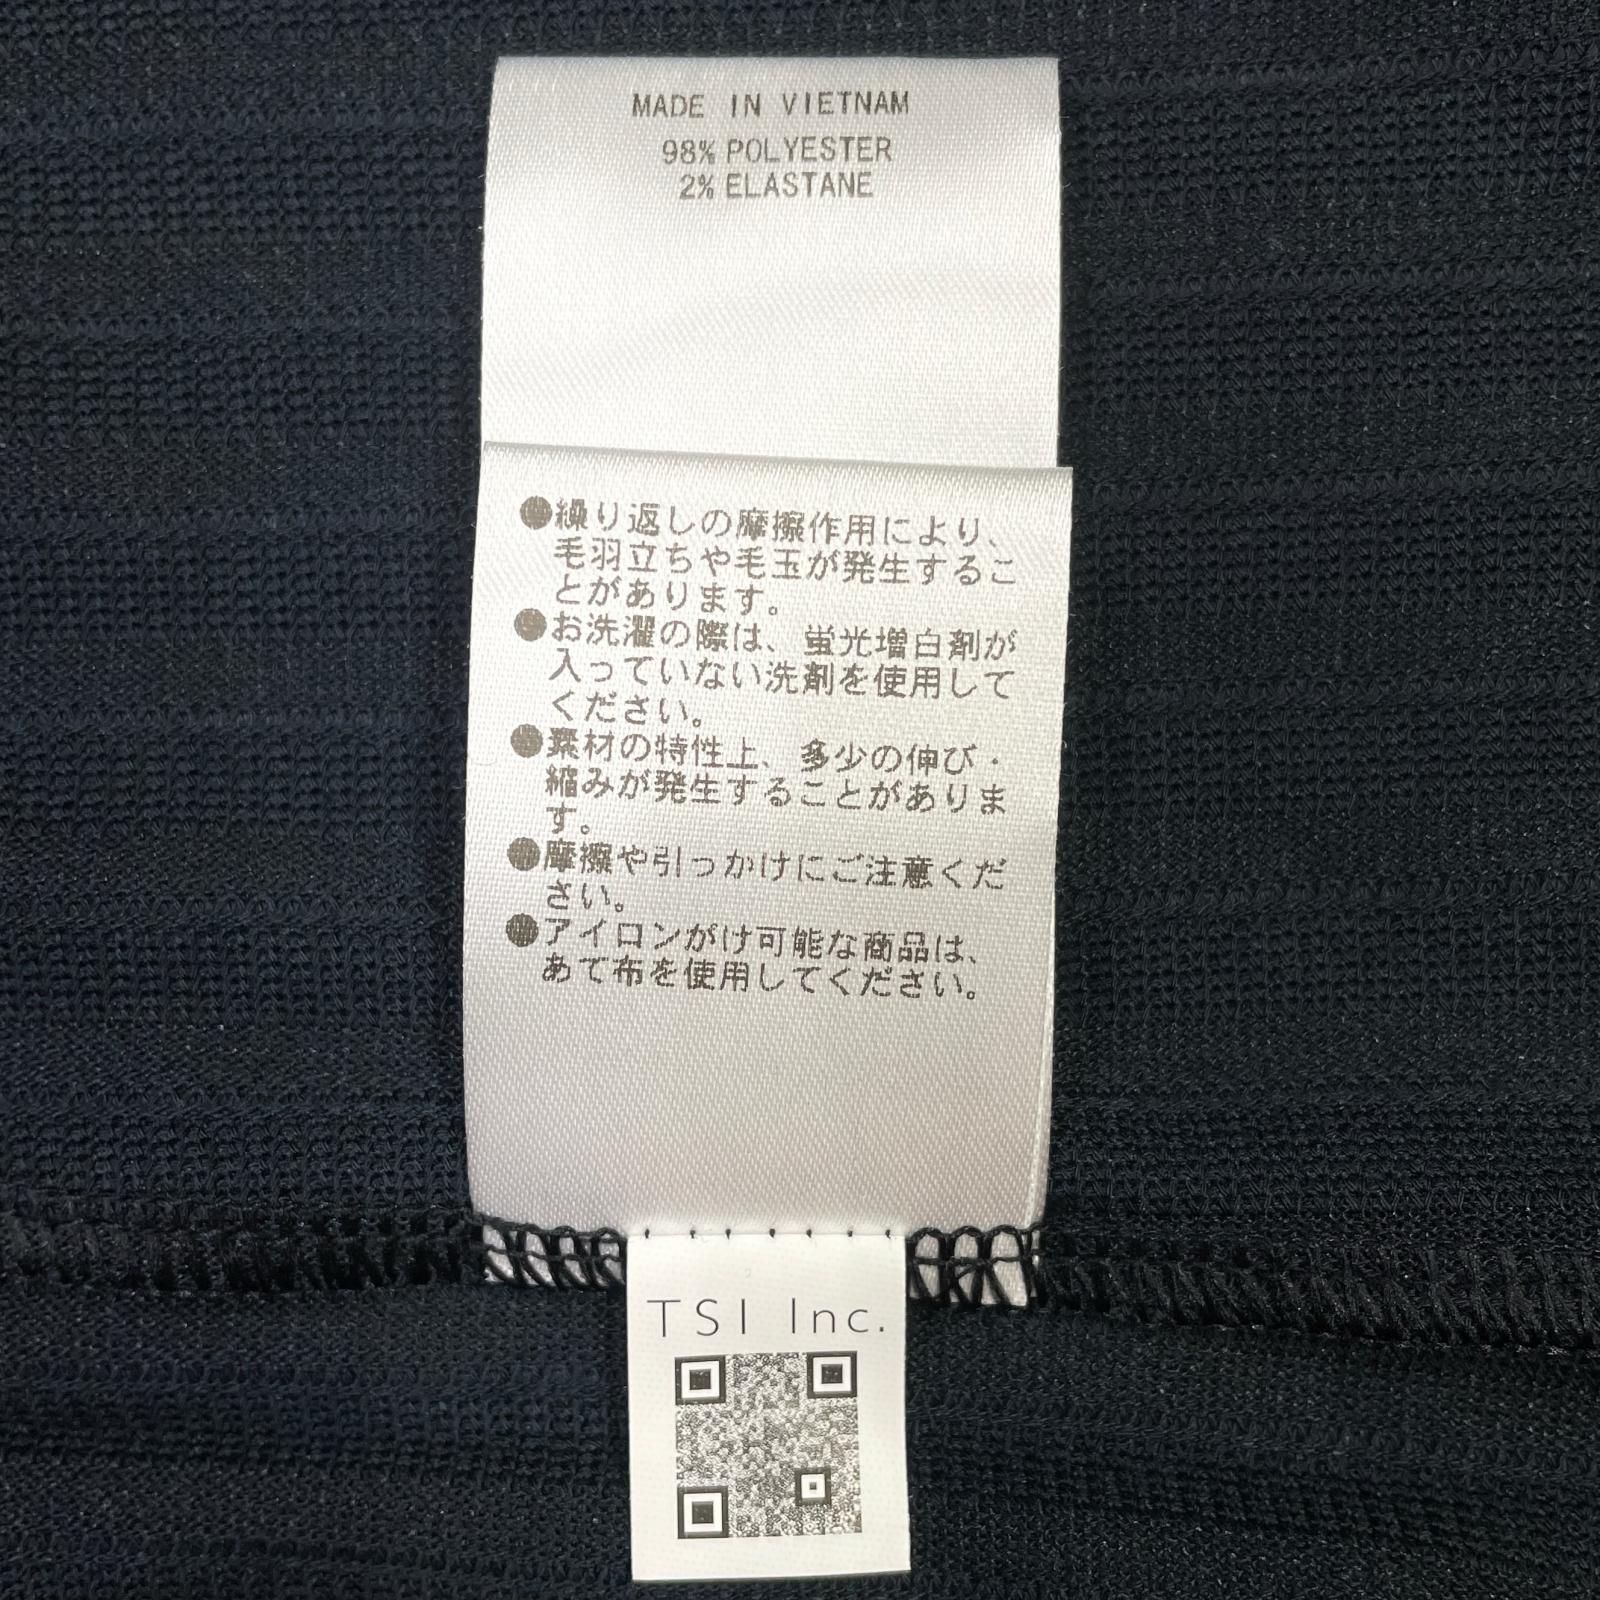 MADE IN VIETNAM
98% POLYESTER
2% ELASTANE
●繰り返しの摩擦作用により、
毛羽立ちや毛玉が発生するこ
とがあります。
●お洗濯の際は、蛍光増白剤が
入っていない洗剤を使用して
ください。
●素材の特性上、多少の伸び・
縮みが発生することがありま
す。
●摩擦や引っかけにご注意くだ
さい。
●アイロンがけ可能な商品は、
あて布を使用してください。
TSI Inc.